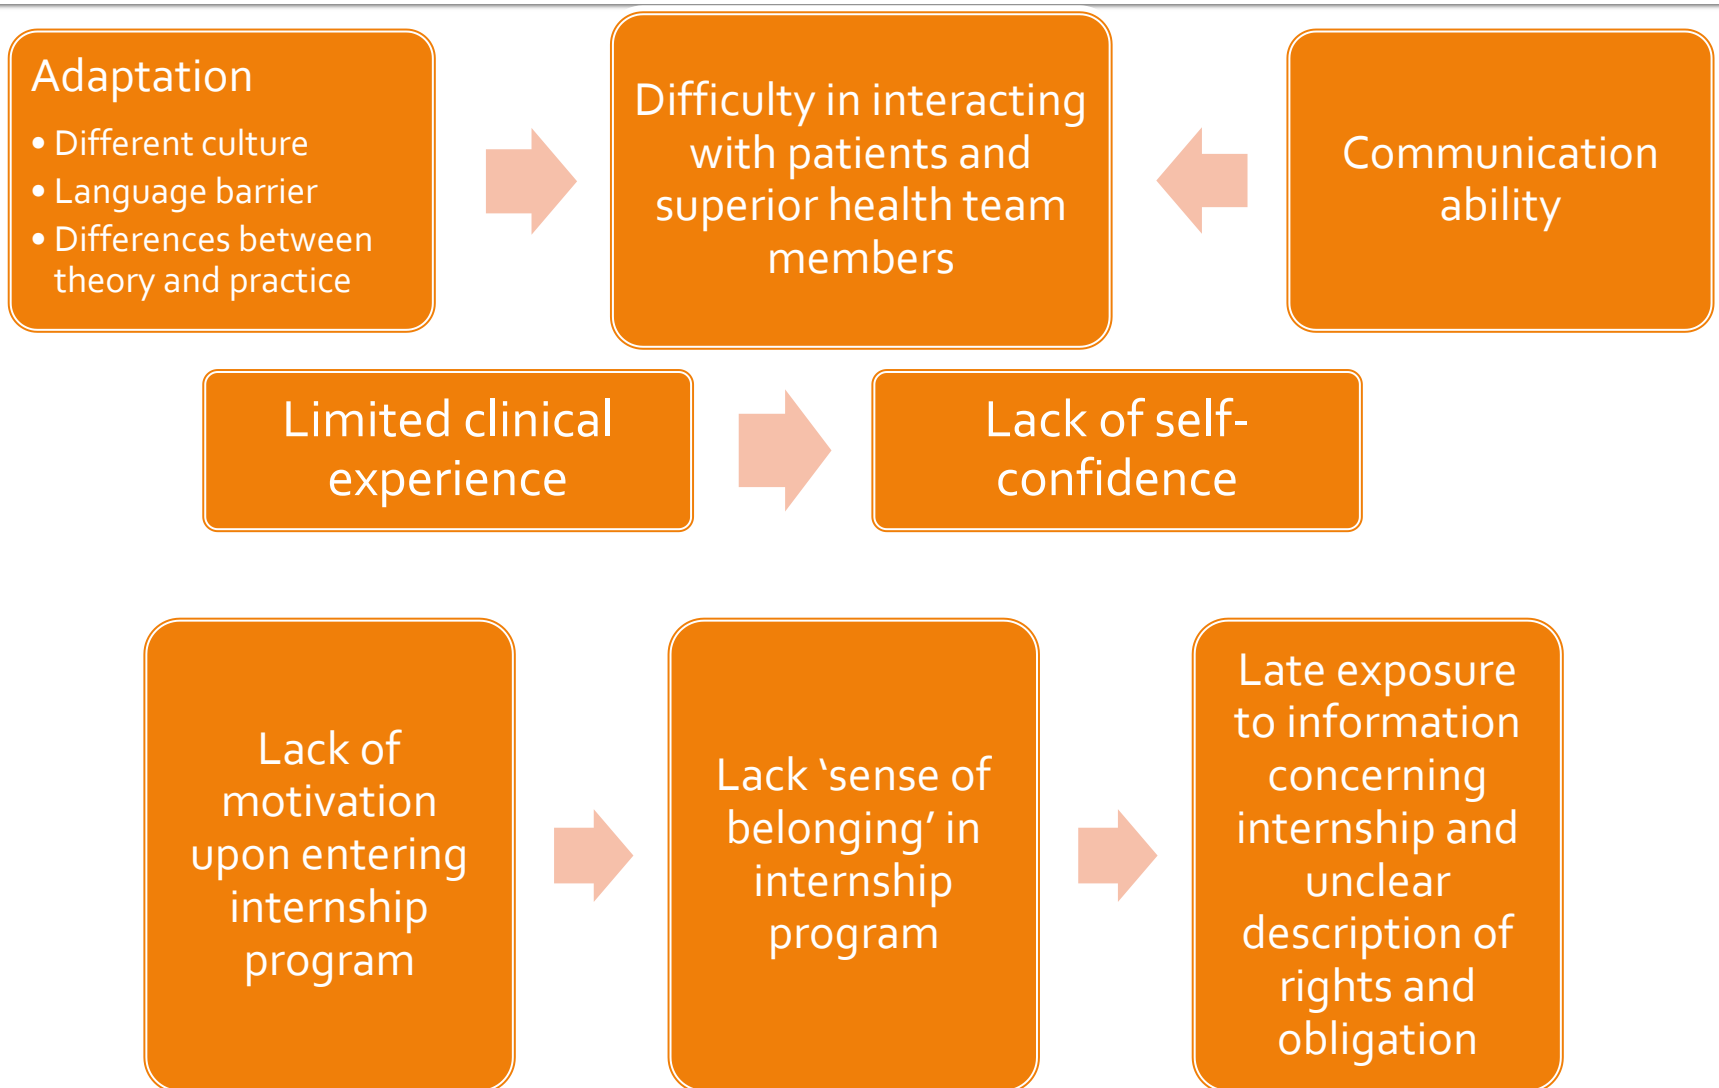 Adaptation
• Different culture
• Language barrier
• Differences between
theory and practice
Difficulty in interacting
with patients and
superior health team
members
Communication
ability
Limited clinical
experience
Lack of self-
confidence
Lack of
motivation
upon entering
internship
program
Lack ‘sense of
belonging’ in
internship
program
Late exposure
to information
concerning
internship and
unclear
description of
rights and
obligation